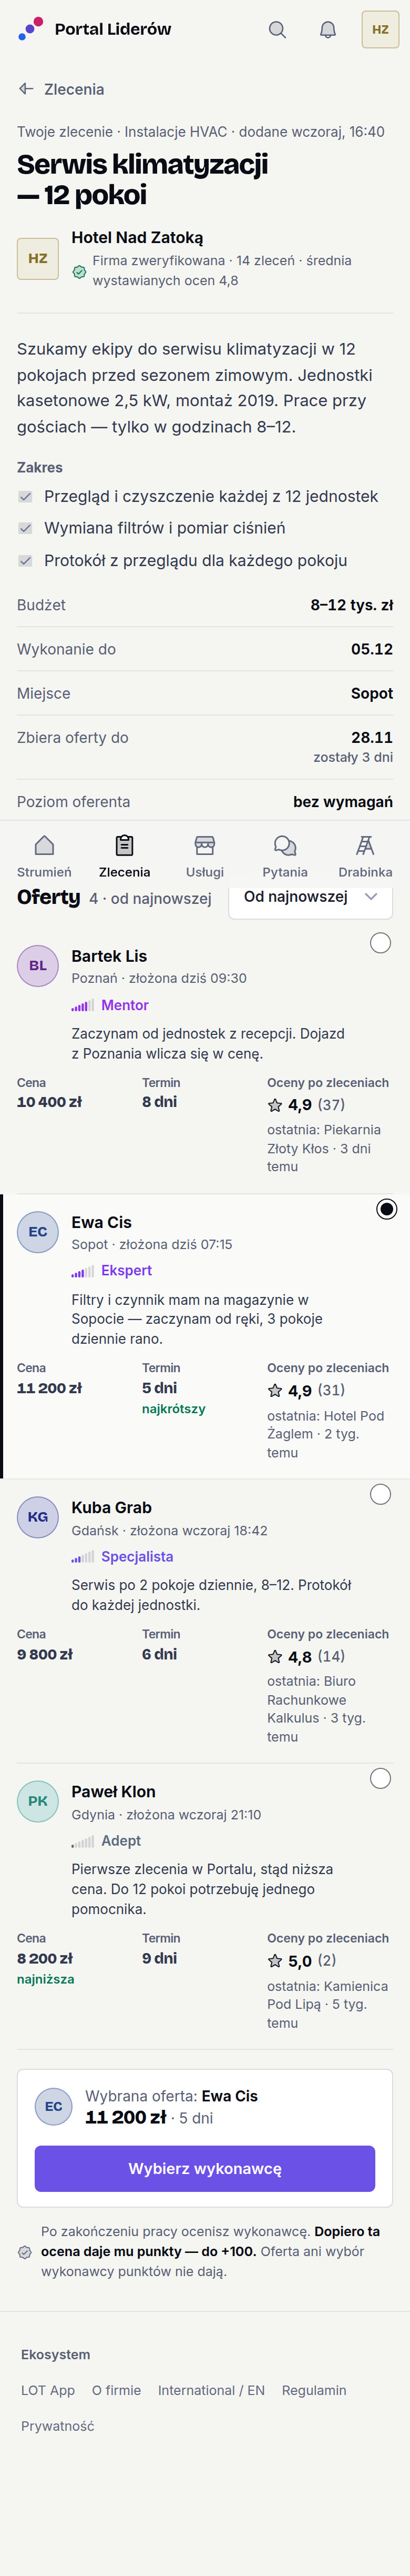 Portal Liderów
HZ
Zlecenia
Twoje zlecenie · Instalacje HVAC · dodane wczoraj, 16:40
Serwis klimatyzacji
— 12 pokoi
HZ
Hotel Nad Zatoką
Firma zweryfikowana · 14 zleceń · średnia
wystawianych ocen 4,8
Szukamy ekipy do serwisu klimatyzacji w 12
pokojach przed sezonem zimowym. Jednostki
kasetonowe 2,5 kW, montaż 2019. Prace przy
gościach — tylko w godzinach 8–12.
Zakres
Przegląd i czyszczenie każdej z 12 jednostek
Wymiana filtrów i pomiar ciśnień
Protokół z przeglądu dla każdego pokoju
Budżet 8–12 tys. zł
Wykonanie do 05.12
Miejsce Sopot
Zbiera oferty do 28.11
zostały 3 dni
Poziom oferenta bez wymagań
Strumień Zlecenia Usługi Pytania Drabinka
Oferty 4 · od najnowszej Od najnowszej
BL
Bartek Lis
Poznań · złożona dziś 09:30
Mentor
Zaczynam od jednostek z recepcji. Dojazd
z Poznania wlicza się w cenę.
Cena Termin Oceny po zleceniach
10 400 zł 8 dni 4,9 (37)
ostatnia: Piekarnia
Złoty Kłos · 3 dni
temu
EC
Ewa Cis
Sopot · złożona dziś 07:15
Ekspert
Filtry i czynnik mam na magazynie w
Sopocie — zaczynam od ręki, 3 pokoje
dziennie rano.
Cena Termin Oceny po zleceniach
11 200 zł 5 dni 4,9 (31)
najkrótszy
ostatnia: Hotel Pod
Żaglem · 2 tyg.
temu
KG
Kuba Grab
Gdańsk · złożona wczoraj 18:42
Specjalista
Serwis po 2 pokoje dziennie, 8–12. Protokół
do każdej jednostki.
Cena Termin Oceny po zleceniach
9 800 zł 6 dni 4,8 (14)
ostatnia: Biuro
Rachunkowe
Kalkulus · 3 tyg.
temu
PK
Paweł Klon
Gdynia · złożona wczoraj 21:10
Adept
Pierwsze zlecenia w Portalu, stąd niższa
cena. Do 12 pokoi potrzebuję jednego
pomocnika.
Cena Termin Oceny po zleceniach
8 200 zł 9 dni 5,0 (2)
najniższa
ostatnia: Kamienica
Pod Lipą · 5 tyg.
temu
EC
Wybrana oferta: Ewa Cis
11 200 zł · 5 dni
Wybierz wykonawcę
Po zakończeniu pracy ocenisz wykonawcę. Dopiero ta
ocena daje mu punkty — do +100. Oferta ani wybór
wykonawcy punktów nie dają.
Ekosystem
LOT App O firmie International / EN Regulamin
Prywatność